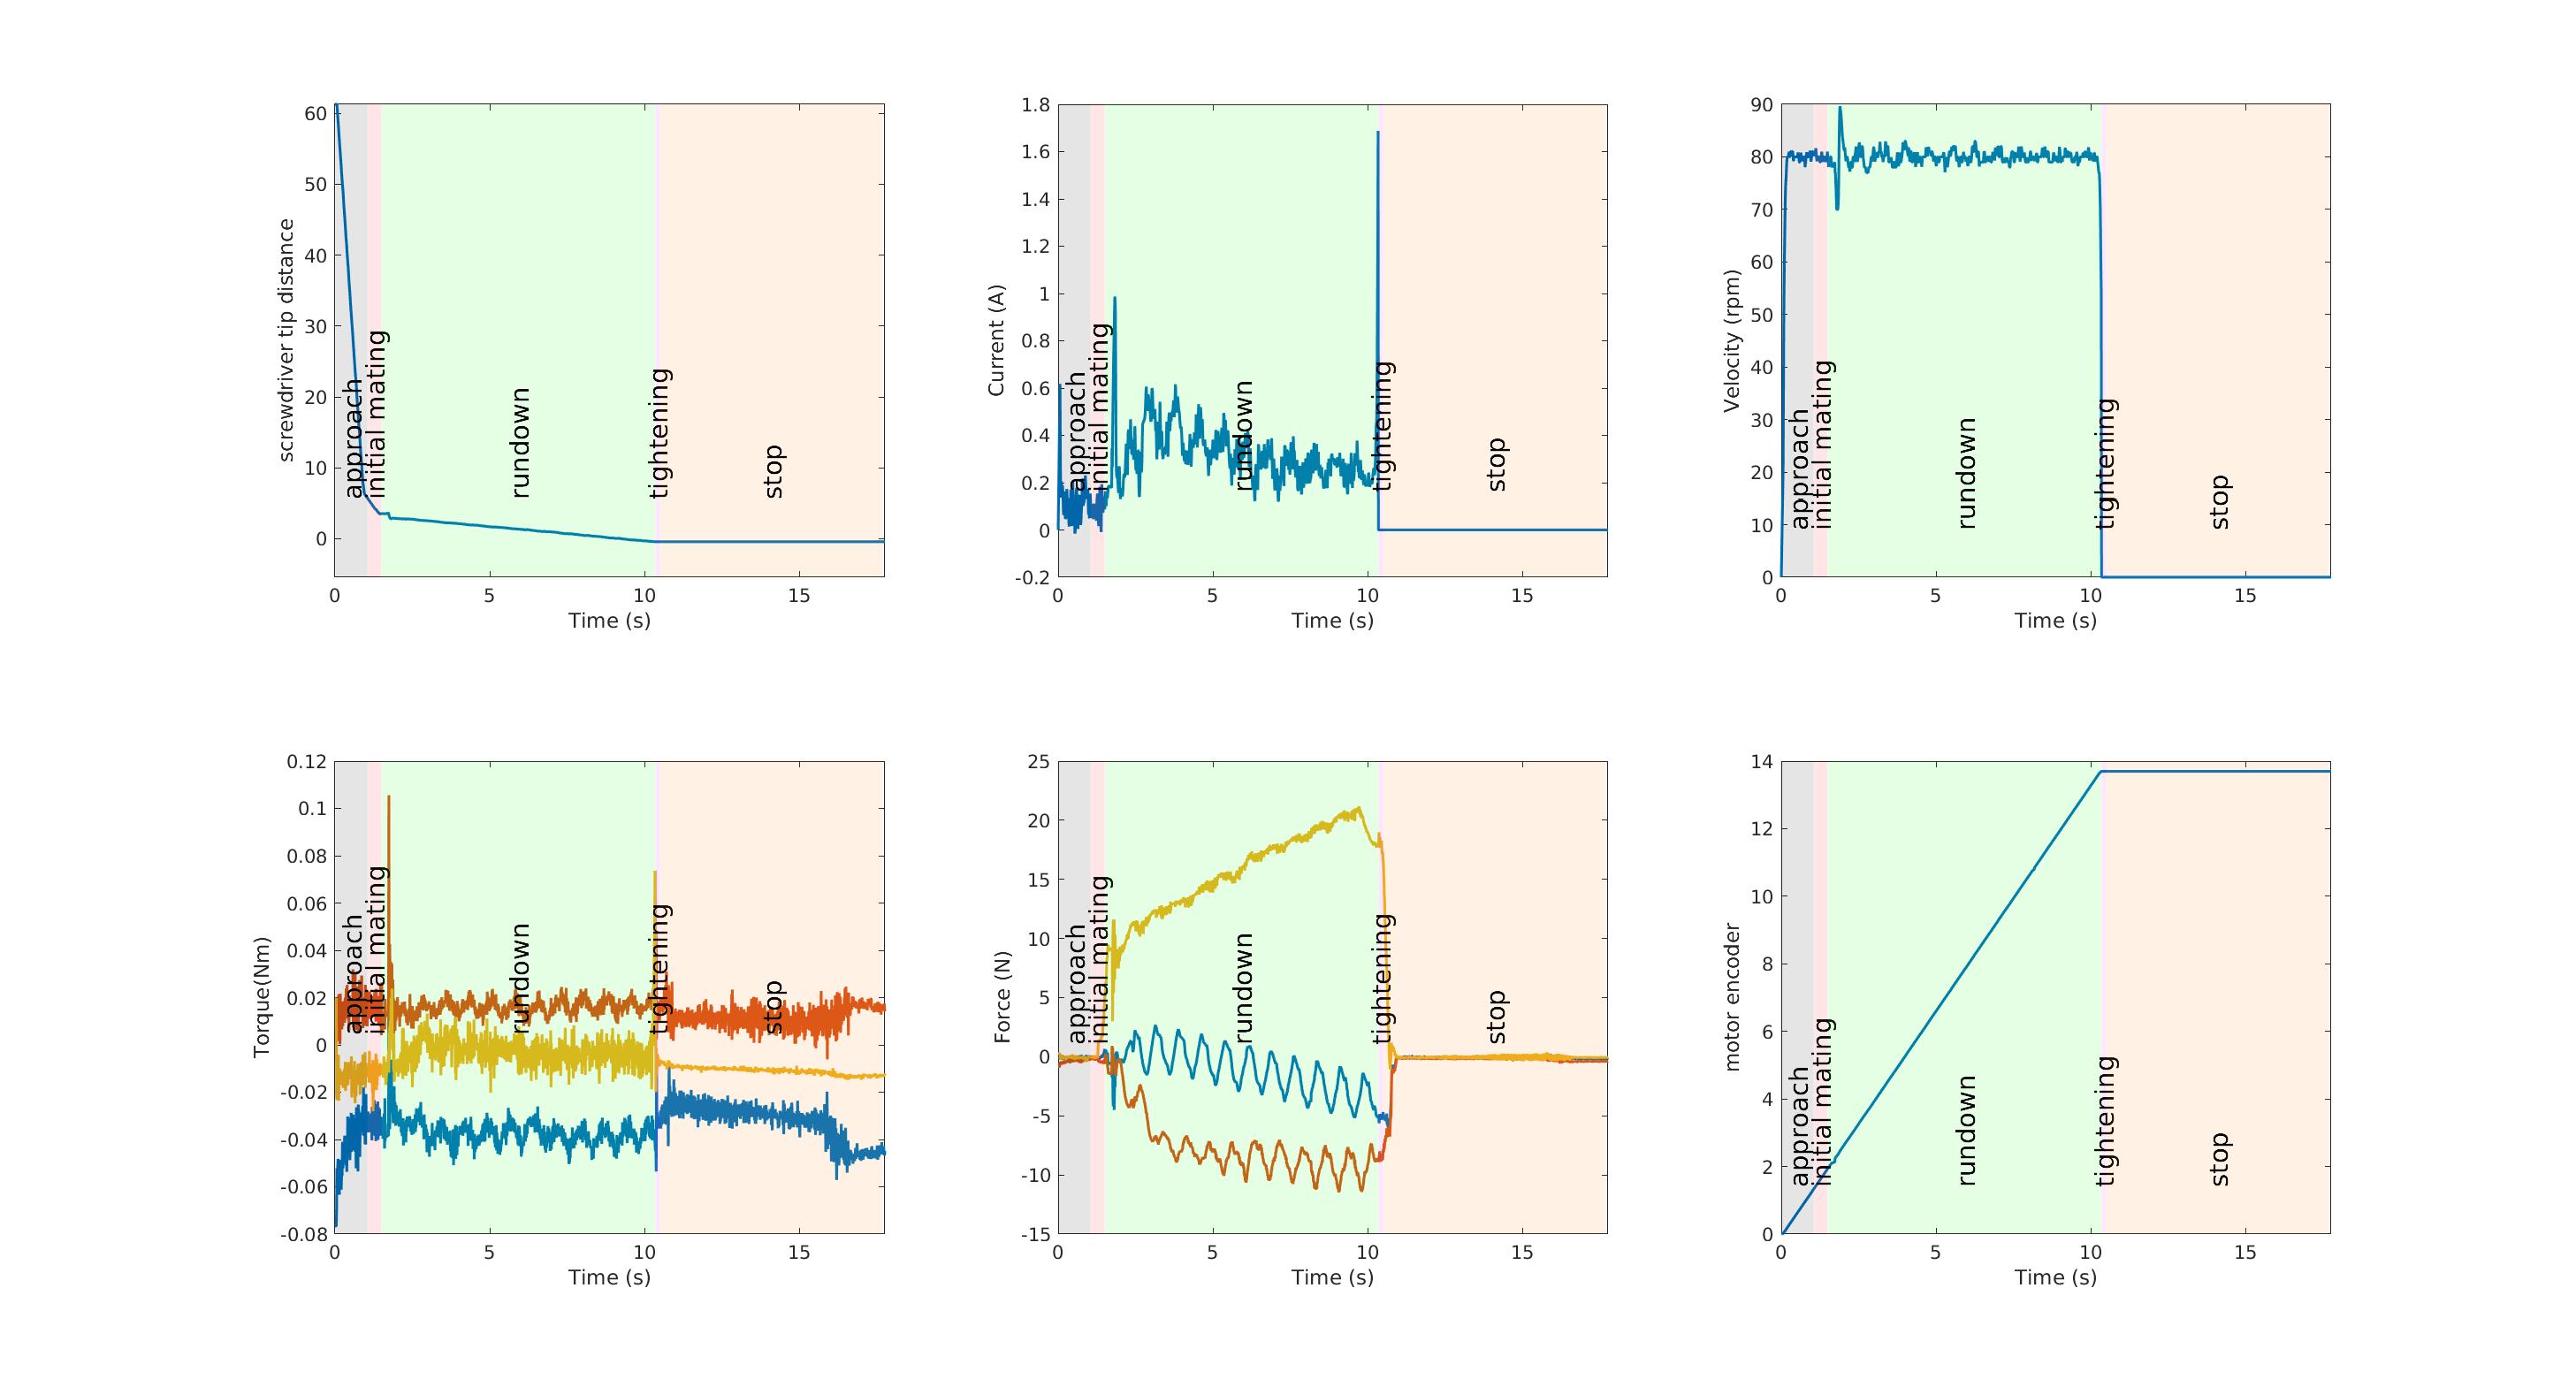 screwdriver tip distance
60
50
40
30
20
10
0
approach
initial mating
rundown
tightening
stop
0 5 10 15
Time (s)
Current (A)
1.8
1.6
1.4
1.2
1
0.8
0.6
0.4
0.2
0
-0.2
approach
initial mating
rundown
tightening
stop
0 5 10 15
Time (s)
Velocity (rpm)
90
80
70
60
50
40
30
20
10
0
approach
initial mating
rundown
tightening
stop
0 5 10 15
Time (s)
Torque(Nm)
0.12
0.1
0.08
0.06
0.04
0.02
0
-0.02
-0.04
-0.06
-0.08
approach
initial mating
rundown
tightening
stop
0 5 10 15
Time (s)
Force (N)
25
20
15
10
5
0
-5
-10
-15
approach
initial mating
rundown
tightening
stop
0 5 10 15
Time (s)
motor encoder
14
12
10
8
6
4
2
0
approach
initial mating
rundown
tightening
stop
0 5 10 15
Time (s)